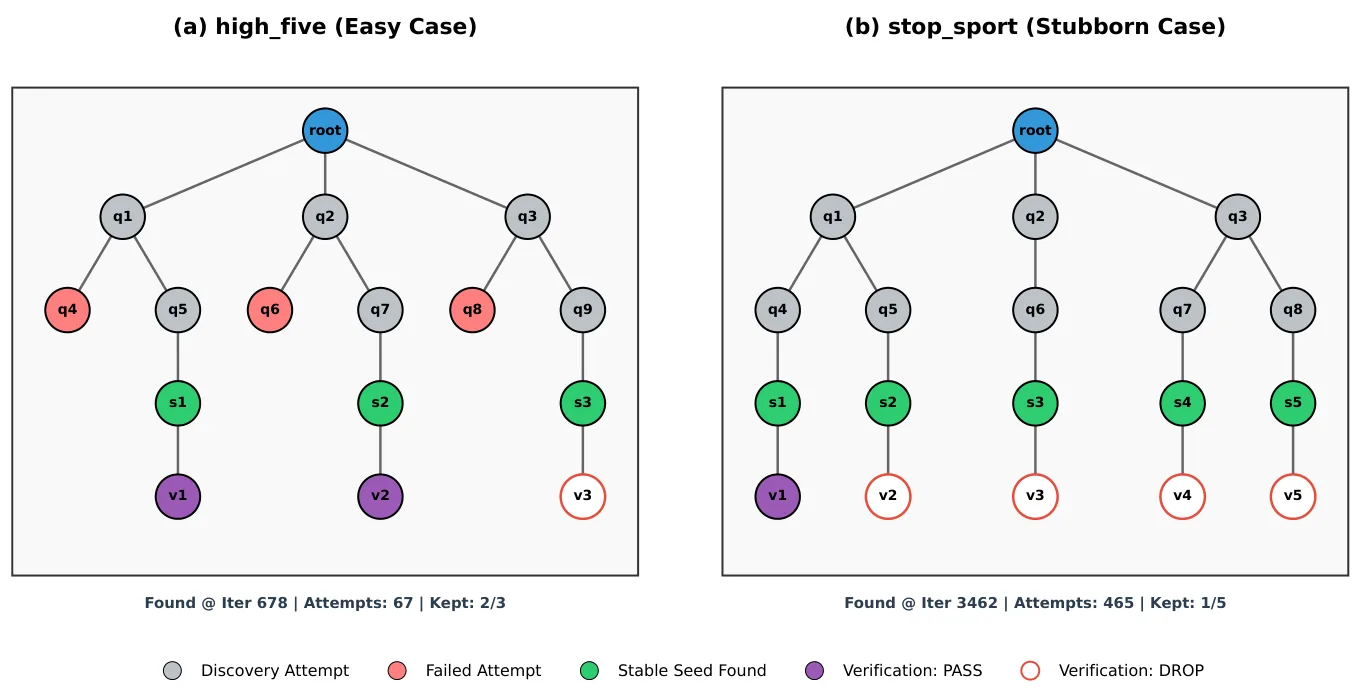 (a) high_five (Easy Case)
root
q1 q2 q3
q4 q5 q6 q7 q8 q9
s1 s2 s3
v1 v2 v3
Found @ Iter 678 | Attempts: 67 | Kept: 2/3
(b) stop_sport (Stubborn Case)
root
q1 q2 q3
q4 q5 q6 q7 q8
s1 s2 s3 s4 s5
v1 v2 v3 v4 v5
Found @ Iter 3462 | Attempts: 465 | Kept: 1/5
Discovery Attempt Failed Attempt Stable Seed Found Verification: PASS Verification: DROP